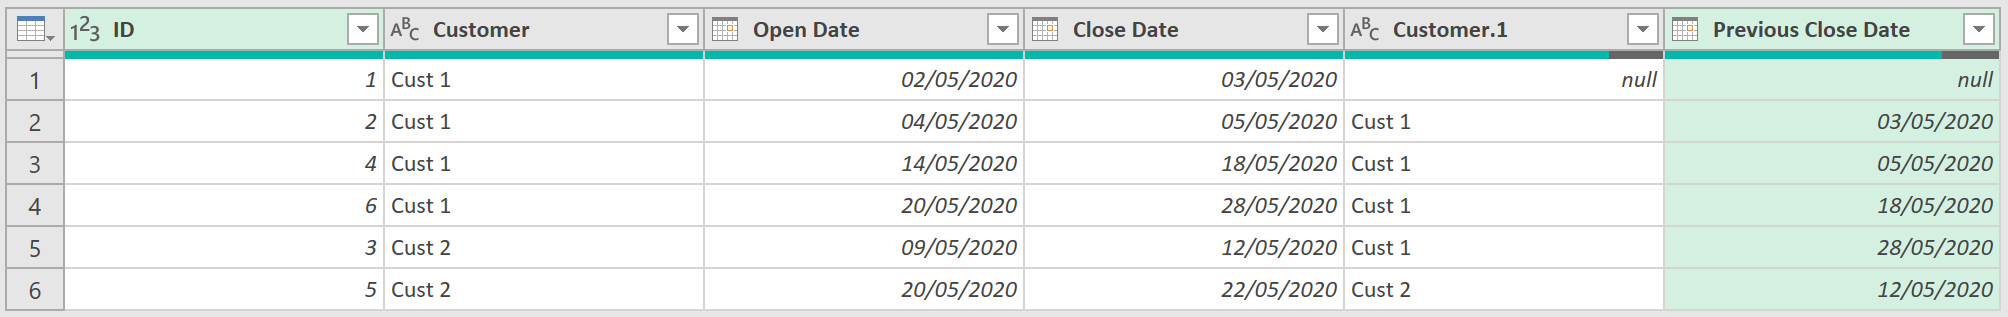 1²3 ID ABC Customer Open Date Close Date ABC Customer.1 Previous Close Date
1 1 Cust 1 02/05/2020 03/05/2020 null null
2 2 Cust 1 04/05/2020 05/05/2020 Cust 1 03/05/2020
3 4 Cust 1 14/05/2020 18/05/2020 Cust 1 05/05/2020
4 6 Cust 1 20/05/2020 28/05/2020 Cust 1 18/05/2020
5 3 Cust 2 09/05/2020 12/05/2020 Cust 1 28/05/2020
6 5 Cust 2 20/05/2020 22/05/2020 Cust 2 12/05/2020